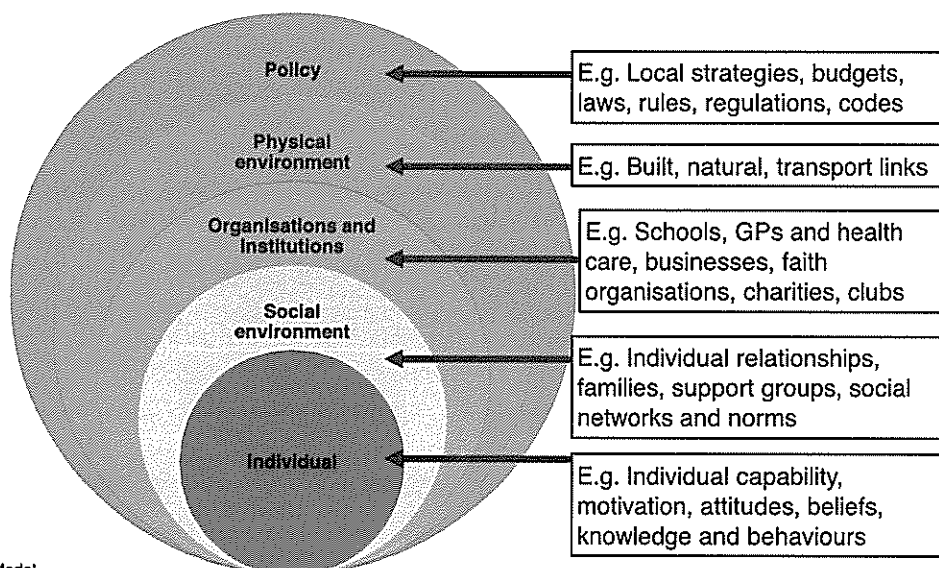 Policy
E.g. Local strategies, budgets,
laws, rules, regulations, codes
Physical
environment
E.g. Built, natural, transport links
Organisations and
Institutions
E.g. Schools, GPs and health
care, businesses, faith
organisations, charities, clubs
Social
environment
E.g. Individual relationships,
families, support groups, social
networks and norms
Individual
E.g. Individual capability,
motivation, attitudes, beliefs,
knowledge and behaviours
Model